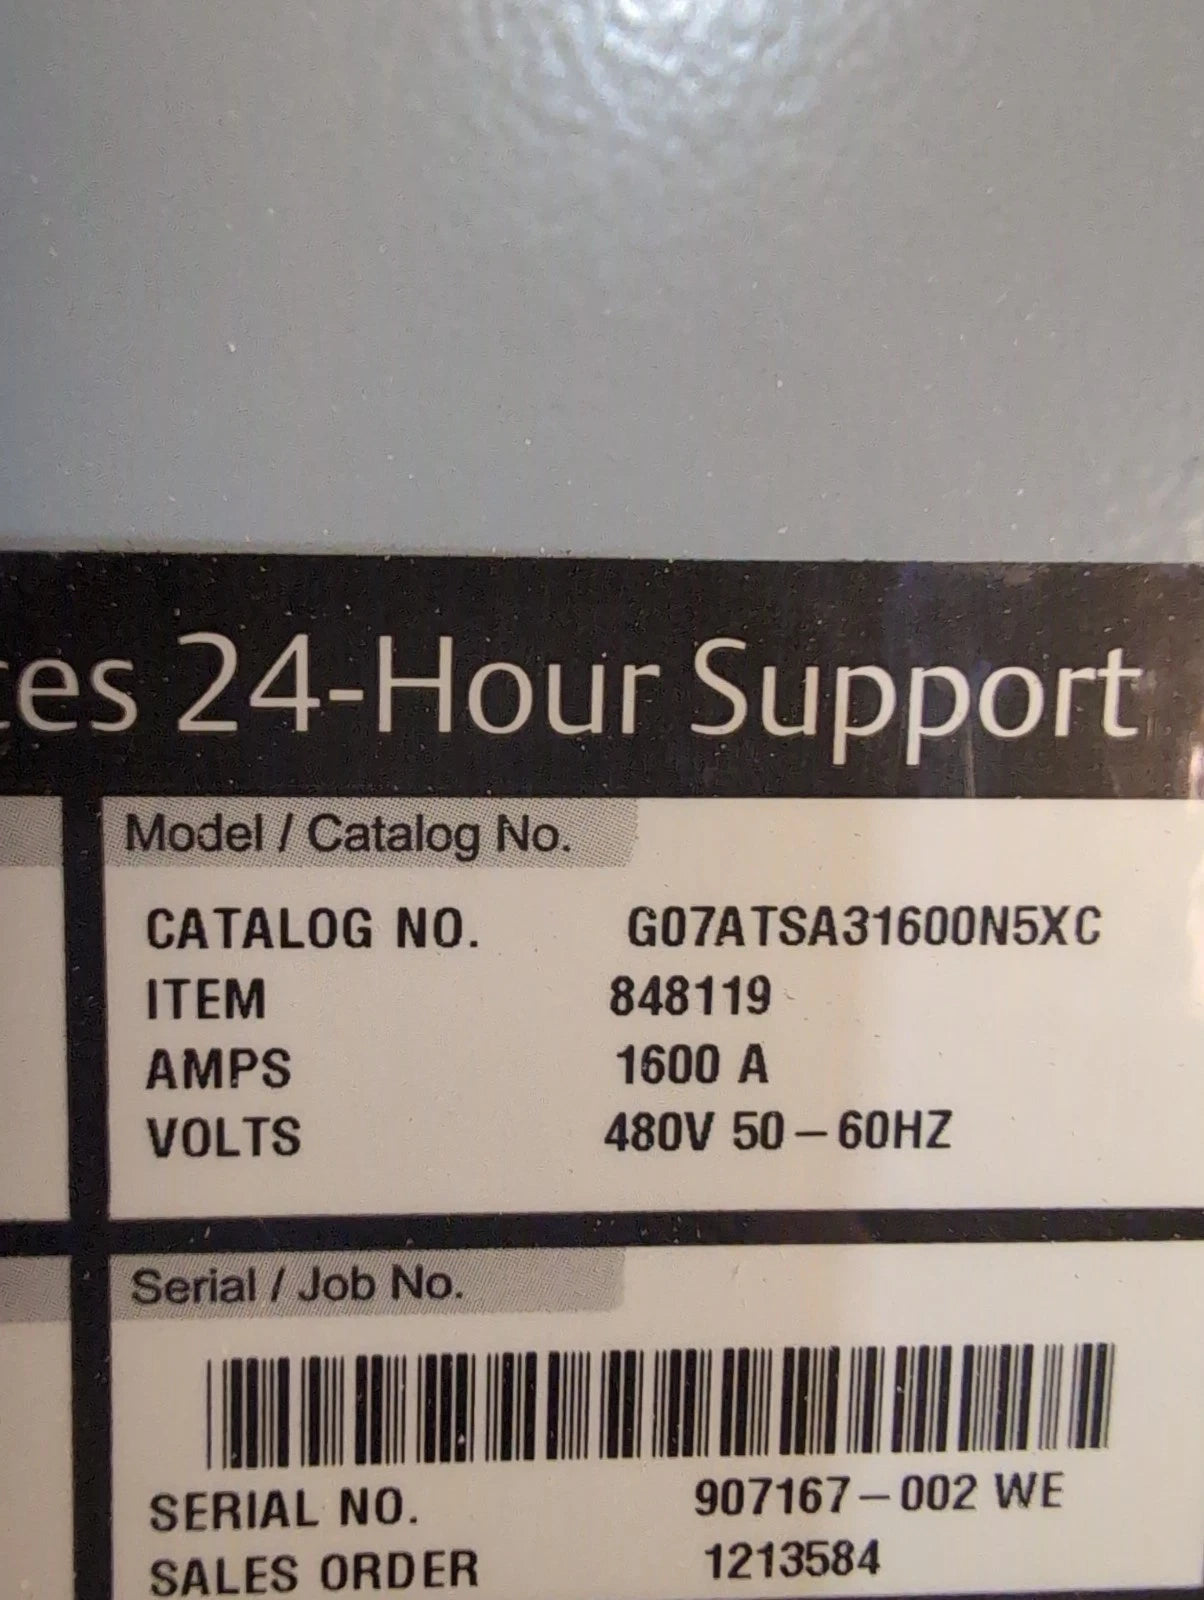 24-Hour Support
Model / Catalog No.
CATALOG NO. G07ATSA31600N5XC
ITEM 848119
AMPS 1600 A
VOLTS 480V 50-60HZ
Serial / Job No.
SERIAL NO. 907167-002 WE
SALES ORDER 1213584